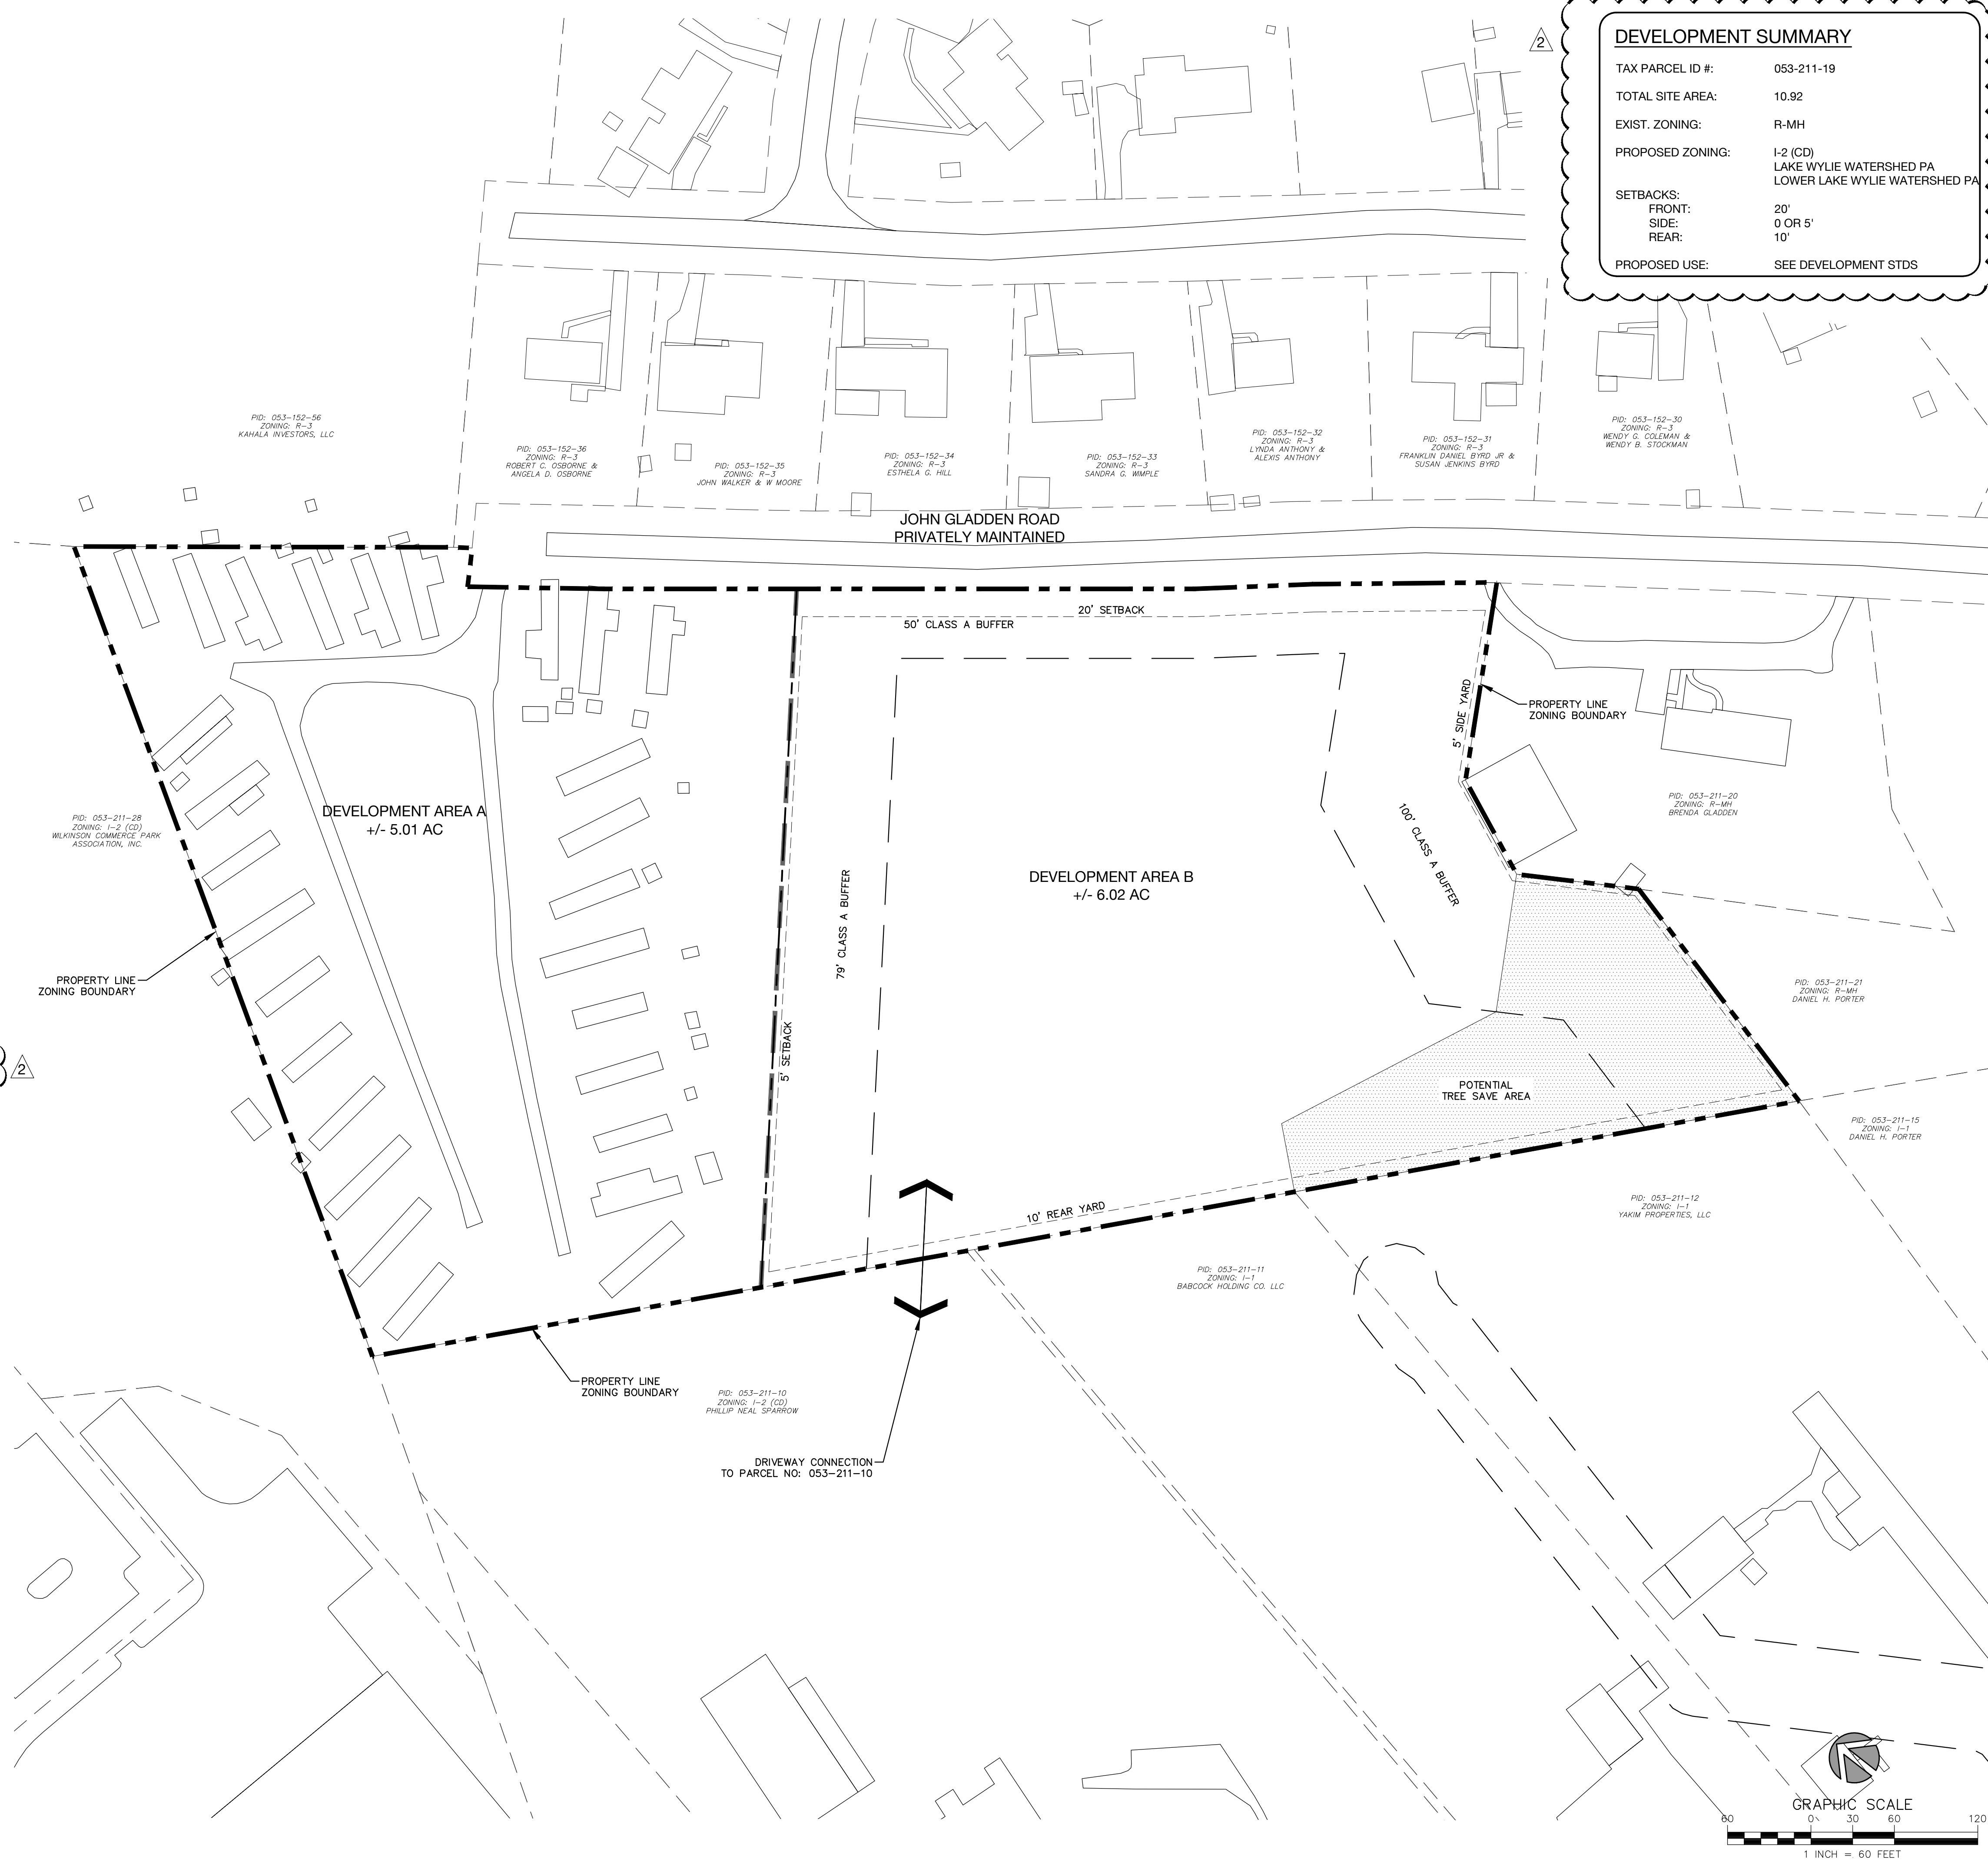 2
DEVELOPMENT SUMMARY
TAX PARCEL ID #: 053-211-19
TOTAL SITE AREA: 10.92
EXIST. ZONING: R-MH
PROPOSED ZONING: I-2 (CD)
LAKE WYLIE WATERSHED PA
LOWER LAKE WYLIE WATERSHED PA
SETBACKS:
FRONT: 20'
SIDE: 0 OR 5'
REAR: 10'
PROPOSED USE: SEE DEVELOPMENT STDS
PID: 053-152-56
ZONING: R-3
KAHALA INVESTORS, LLC
PID: 053-152-36
ZONING: R-3
ROBERT C. OSBORNE &
ANGELA D. OSBORNE
PID: 053-152-35
ZONING: R-3
JOHN WALKER & W MOORE
PID: 053-152-34
ZONING: R-3
ESTHELA G. HILL
PID: 053-152-33
ZONING: R-3
SANDRA G. WIMPLE
PID: 053-152-32
ZONING: R-3
LYNDA ANTHONY &
ALEXIS ANTHONY
PID: 053-152-31
ZONING: R-3
FRANKLIN DANIEL BYRD JR &
SUSAN JENKINS BYRD
PID: 053-152-30
ZONING: R-3
WENDY G. COLEMAN &
WENDY B. STOCKMAN
JOHN GLADDEN ROAD
PRIVATELY MAINTAINED
20' SETBACK
50' CLASS A BUFFER
5' SIDE YARD
PROPERTY LINE
ZONING BOUNDARY
PID: 053-211-28
ZONING: I-2 (CD)
WILKINSON COMMERCE PARK
ASSOCIATION, INC.
DEVELOPMENT AREA A
+/- 5.01 AC
79' CLASS A BUFFER
DEVELOPMENT AREA B
+/- 6.02 AC
100' CLASS A BUFFER
PID: 053-211-20
ZONING: R-MH
BRENDA GLADDEN
PROPERTY LINE
ZONING BOUNDARY
PID: 053-211-21
ZONING: R-MH
DANIEL H. PORTER
2
5' SETBACK
POTENTIAL
TREE SAVE AREA
PID: 053-211-15
ZONING: I-1
DANIEL H. PORTER
10' REAR YARD
PID: 053-211-12
ZONING: I-1
YAKIM PROPERTIES, LLC
PID: 053-211-11
ZONING: I-1
BABCOCK HOLDING CO. LLC
PROPERTY LINE
ZONING BOUNDARY
PID: 053-211-10
ZONING: I-2 (CD)
PHILLIP NEAL SPARROW
DRIVEWAY CONNECTION
TO PARCEL NO: 053-211-10
GRAPHIC SCALE
60 0 30 60 120
1 INCH = 60 FEET